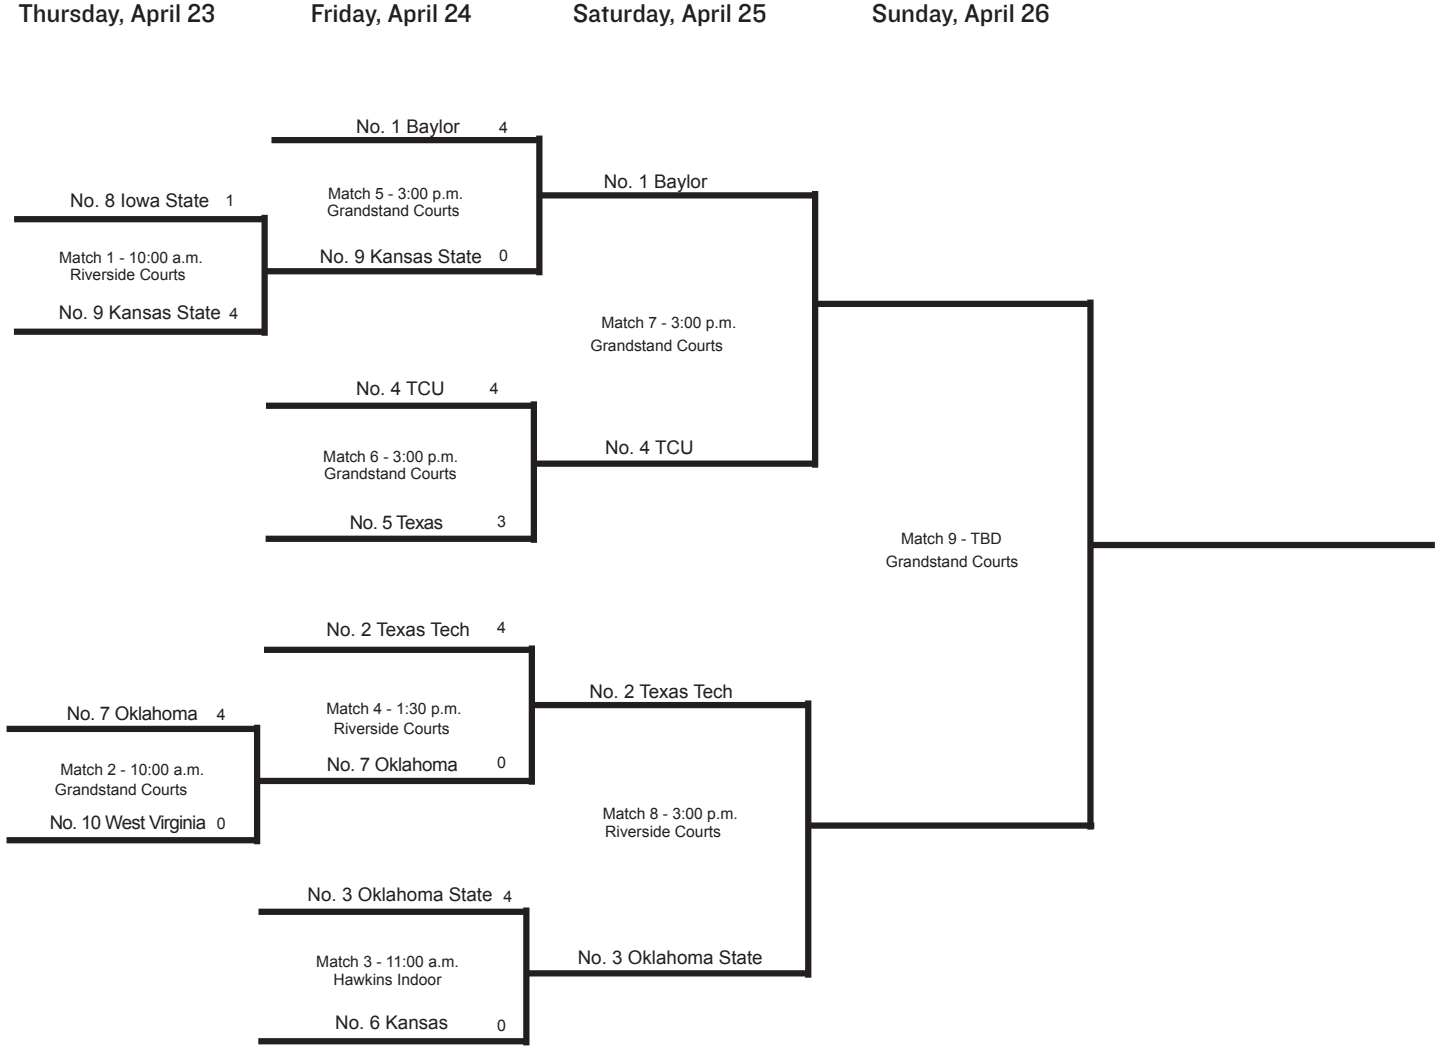 Thursday, April 23
Friday, April 24
Saturday, April 25
Sunday, April 26
No. 1 Baylor 4
Match 5 - 3:00 p.m.
Grandstand Courts
No. 9 Kansas State 0
No. 8 Iowa State 1
Match 1 - 10:00 a.m.
Riverside Courts
No. 9 Kansas State 4
No. 1 Baylor
Match 7 - 3:00 p.m.
Grandstand Courts
No. 4 TCU
No. 4 TCU 4
Match 6 - 3:00 p.m.
Grandstand Courts
No. 5 Texas 3
Match 9 - TBD
Grandstand Courts
No. 2 Texas Tech 4
Match 4 - 1:30 p.m.
Riverside Courts
No. 7 Oklahoma 0
No. 7 Oklahoma 4
Match 2 - 10:00 a.m.
Grandstand Courts
No. 10 West Virginia 0
No. 2 Texas Tech
Match 8 - 3:00 p.m.
Riverside Courts
No. 3 Oklahoma State
No. 3 Oklahoma State 4
Match 3 - 11:00 a.m.
Hawkins Indoor
No. 6 Kansas 0